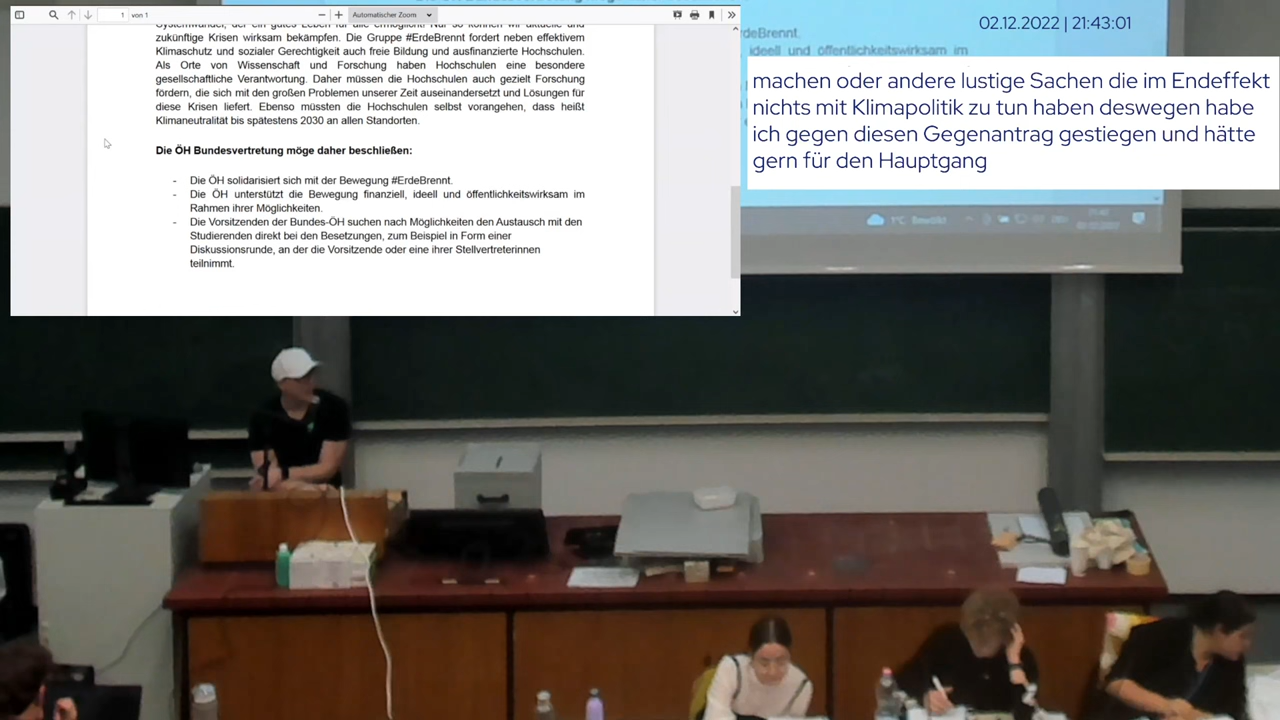 1 von 1
Automatischer Zoom
Systemwandel, der ein gutes Leben für alle ermöglicht! Nur so können wir aktuelle und
zukünftige Krisen wirksam bekämpfen. Die Gruppe #ErdeBrennt fordert neben effektivem
Klimaschutz und sozialer Gerechtigkeit auch freie Bildung und ausfinanzierte Hochschulen.
Als Orte von Wissenschaft und Forschung haben Hochschulen eine besondere
gesellschaftliche Verantwortung. Daher müssen die Hochschulen auch gezielt Forschung
fördern, die sich mit den großen Problemen unserer Zeit auseinandersetzt und Lösungen für
diese Krisen liefert. Ebenso müssten die Hochschulen selbst vorangehen, dass heißt
Klimaneutralität bis spätestens 2030 an allen Standorten.
Die ÖH Bundesvertretung möge daher beschließen:
- Die ÖH solidarisiert sich mit der Bewegung #ErdeBrennt.
- Die ÖH unterstützt die Bewegung finanziell, ideell und öffentlichkeitswirksam im
Rahmen ihrer Möglichkeiten.
- Die Vorsitzenden der Bundes-ÖH suchen nach Möglichkeiten den Austausch mit den
Studierenden direkt bei den Besetzungen, zum Beispiel in Form einer
Diskussionsrunde, an der die Vorsitzende oder eine ihrer Stellvertreterinnen
teilnimmt.
02.12.2022 | 21:43:01
rdeBrennt.
ideell und öffentlichkeitswirksam im
machen oder andere lustige Sachen die im Endeffekt
nichts mit Klimapolitik zu tun haben deswegen habe
ich gegen diesen Gegenantrag gestiegen und hätte
gern für den Hauptgang
1°C Bewölkt